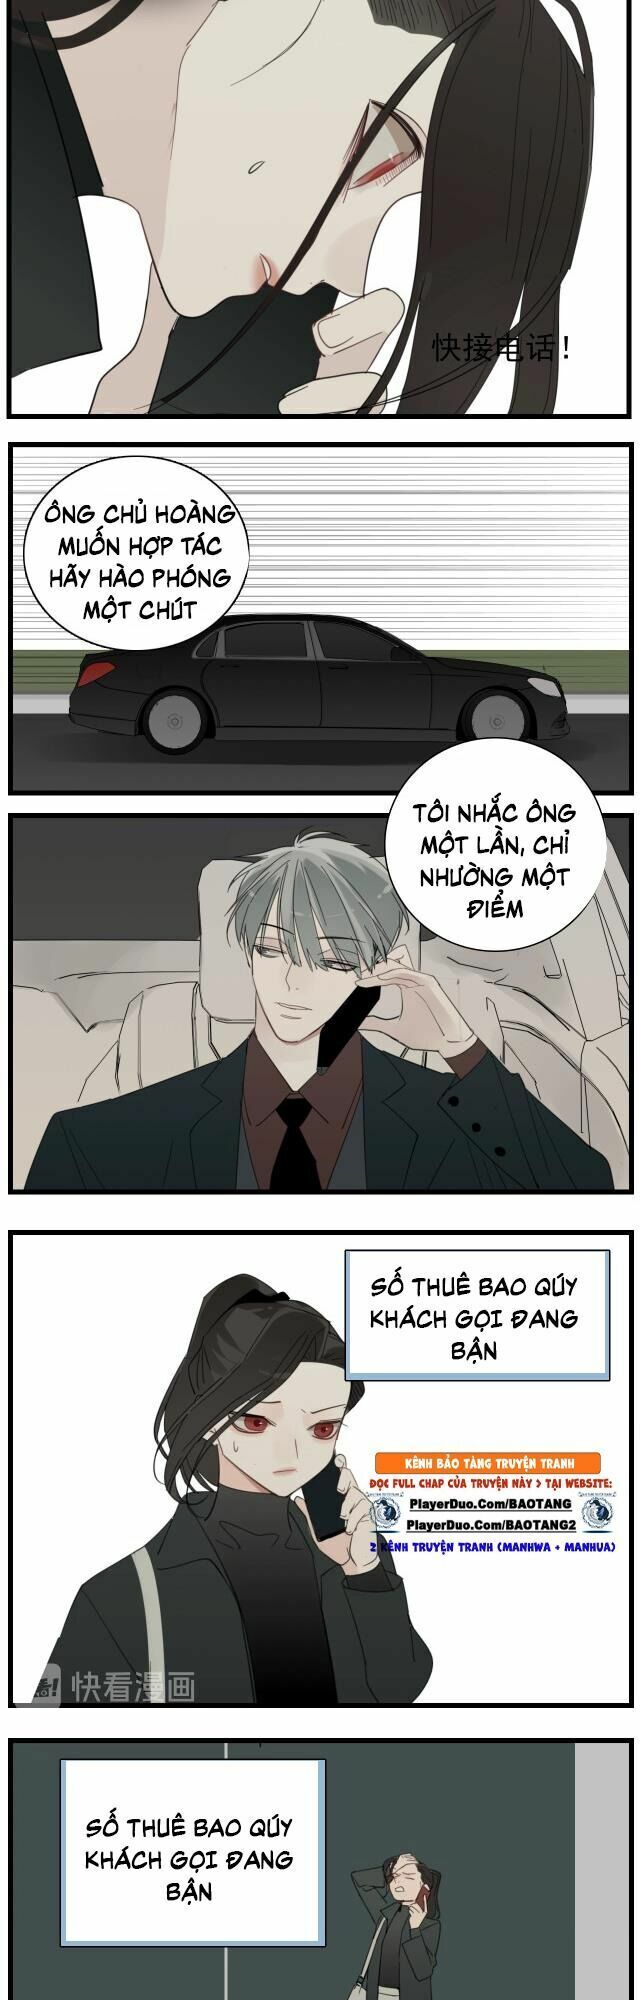 快接电话!
ÔNG CHỦ HOÀNG
MUỐN HỢP TÁC
HÃY HÀO PHÓNG
MỘT CHÚT
TÔI NHẮC ÔNG
MỘT LẦN, CHỈ
NHƯỜNG MỘT
ĐIỂM
SỐ THUÊ BAO QÚY
KHÁCH GỌI ĐANG
BẬN
KÊNH BẢO TÀNG TRUYỆN TRANH
ĐỌC FULL CHAP CỦA TRUYỆN NÀY > TẠI WEBSITE:
PlayerDuo.Com/BAOTANG
PlayerDuo.Com/BAOTANG2
2 KÊNH TRUYỆN TRANH (MANHWA + MANHUA)
快看漫画
SỐ THUÊ BAO QÚY
KHÁCH GỌI ĐANG
BẬN